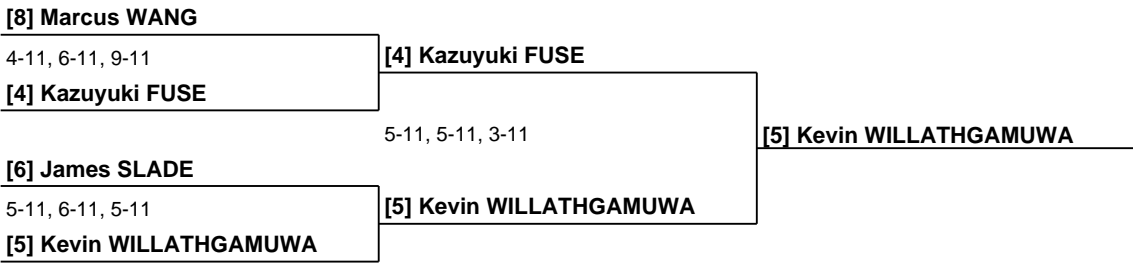 [8] Marcus WANG
4-11, 6-11, 9-11
[4] Kazuyuki FUSE
[4] Kazuyuki FUSE
5-11, 5-11, 3-11
[5] Kevin WILLATHGAMUWA
[6] James SLADE
5-11, 6-11, 5-11
[5] Kevin WILLATHGAMUWA
[5] Kevin WILLATHGAMUWA